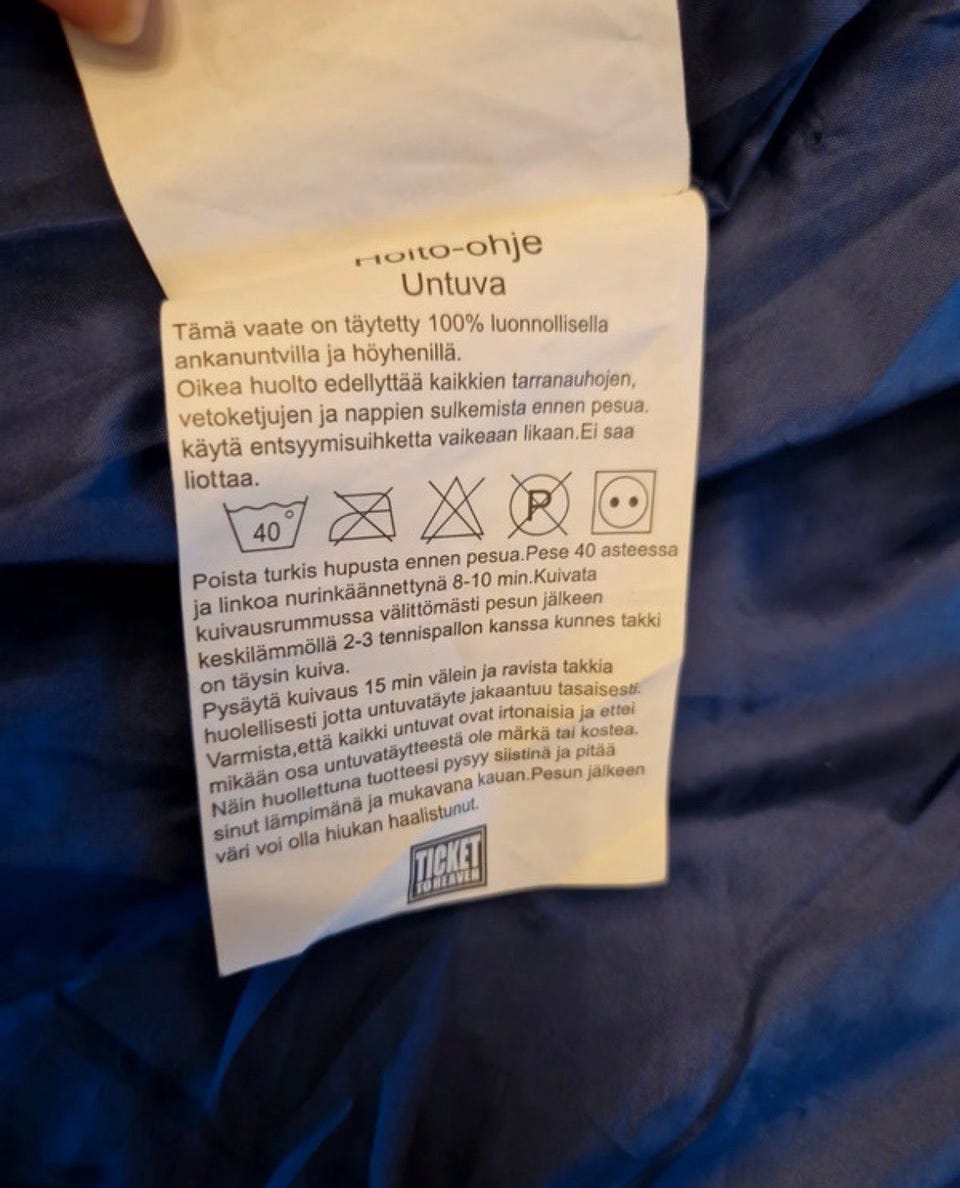 Hoito-ohje
Untuva
Tämä vaate on täytetty 100% luonnollisella
ankanuntvilla ja höyhenillä.
Oikea huolto edellyttää kaikkien tarranauhojen,
vetoketjujen ja nappien sulkemista ennen pesua.
käytä entsyymisuihketta vaikeaan likaan.Ei saa
liottaa.
40° P
Poista turkis hupusta ennen pesua.Pese 40 asteessa
ja linkoa nurinkäännettynä 8-10 min.Kuivata
kuivausrummussa välittömästi pesun jälkeen
keskilämmöllä 2-3 tennispallon kanssa kunnes takki
on täysin kuiva.
Pysäytä kuivaus 15 min välein ja ravista takkia
huolellisesti jotta untuvatäyte jakaantuu tasaisesti.
Varmista,että kaikki untuvat ovat irtonaisia ja ettei
mikään osa untuvatäytteestä ole märkä tai kostea.
Näin huollettuna tuotteesi pysyy siistinä ja pitää
sinut lämpimänä ja mukavana kauan.Pesun jälkeen
väri voi olla hiukan haalistunut.
TICKET
TO HEAVEN